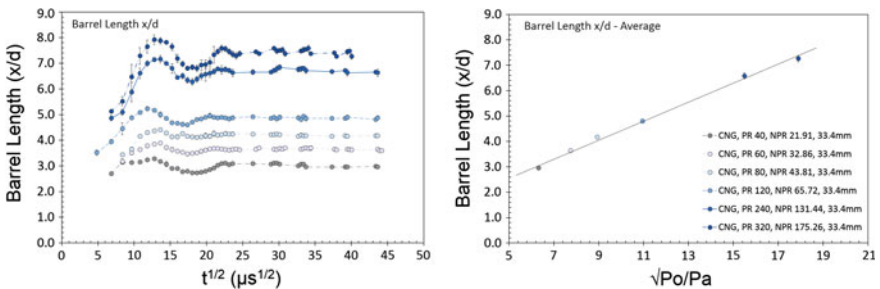 Barrel Length x/d
Barrel Length (x/d)
9.0
8.0
7.0
6.0
5.0
4.0
3.0
2.0
1.0
0.0
0 5 10 15 20 25 30 35 40 45 50
t1/2 (μs1/2)
Barrel Length x/d - Average
Barrel Length (x/d)
9.0
8.0
7.0
6.0
5.0
4.0
3.0
2.0
1.0
0.0
CNG, PR 40, NPR 21.91, 33.4mm
CNG, PR 60, NPR 32.86, 33.4mm
CNG, PR 80, NPR 43.81, 33.4mm
CNG, PR 120, NPR 65.72, 33.4mm
CNG, PR 240, NPR 131.44, 33.4mm
CNG, PR 320, NPR 175.26, 33.4mm
5 7 9 11 13 15 17 19 21
√Po/Pa